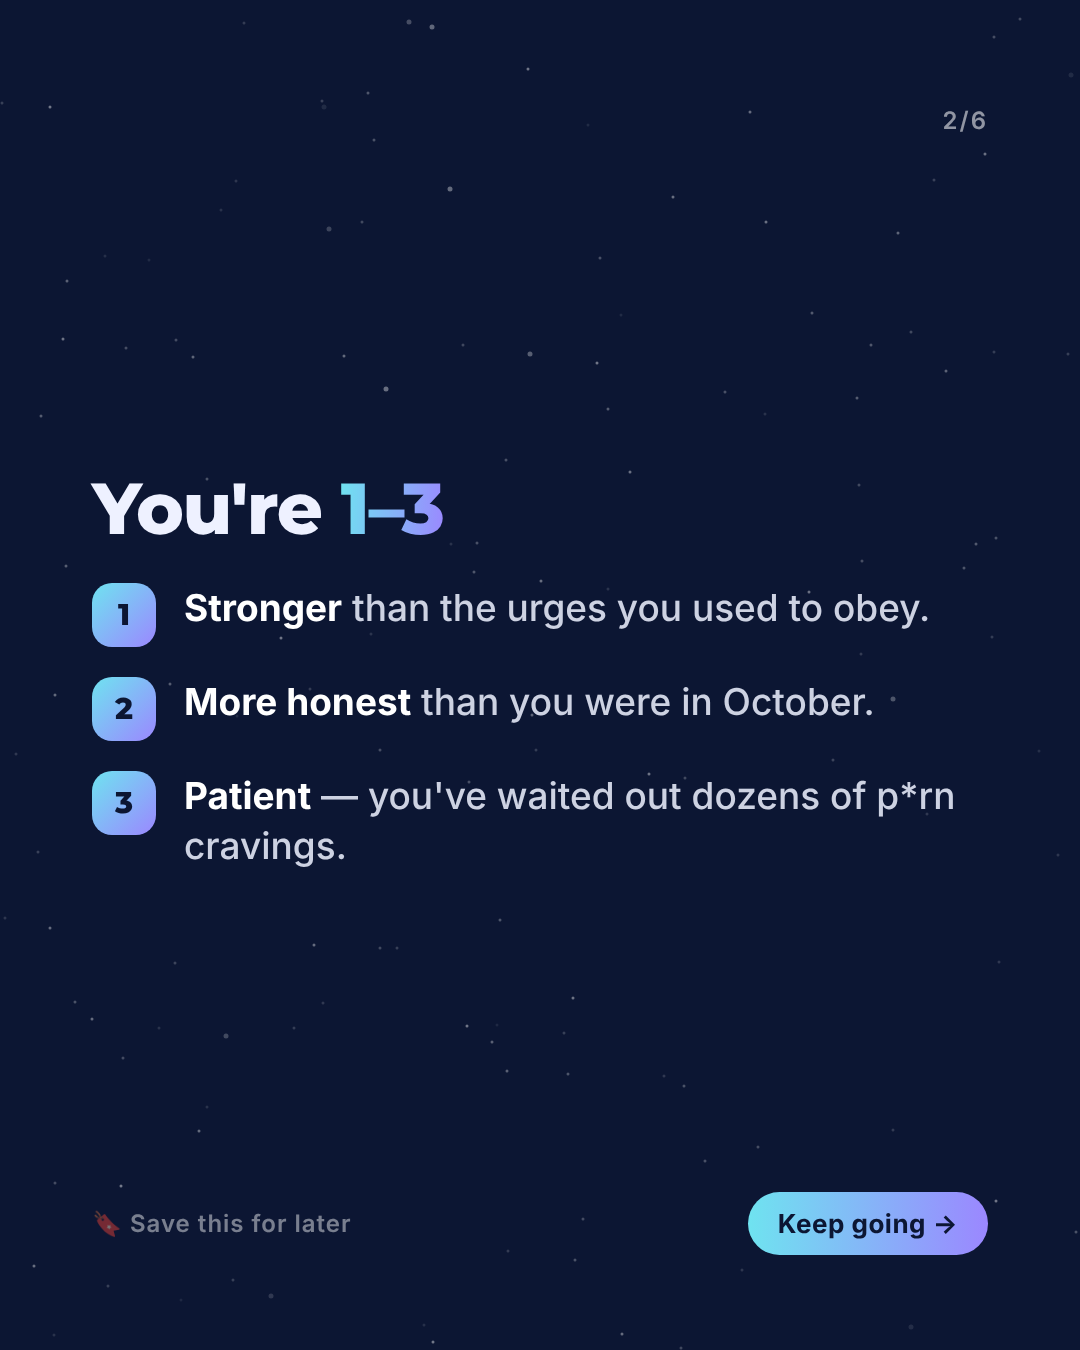 2/6
You're 1–3
1 Stronger than the urges you used to obey.
2 More honest than you were in October.
3 Patient — you've waited out dozens of p*rn
cravings.
Save this for later
Keep going →